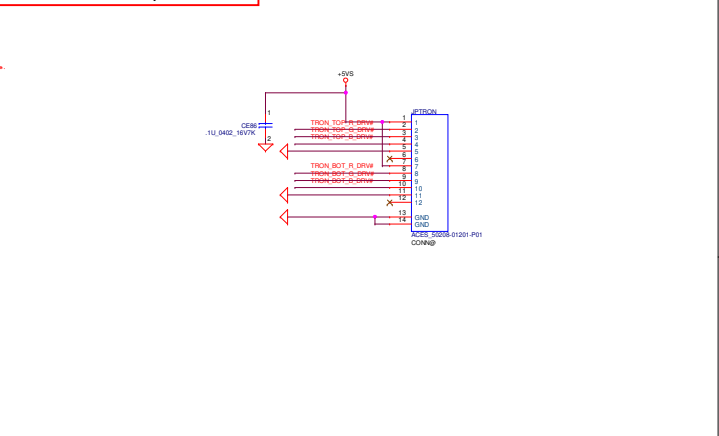 +5VS
JPTRON
1
CE86
.1U_0402_16V7K
2
TRON_TOP_R_DRV#
TRON_TOP_G_DRV#
TRON_TOP_B_DRV#
TRON_BOT_R_DRV#
TRON_BOT_G_DRV#
TRON_BOT_B_DRV#
1 1
2 2
3 3
4 4
5 5
6 6
7 7
8 8
9 9
10 10
11 11
12 12
13 GND
14 GND
ACES_50208-01201-P01
CONN@